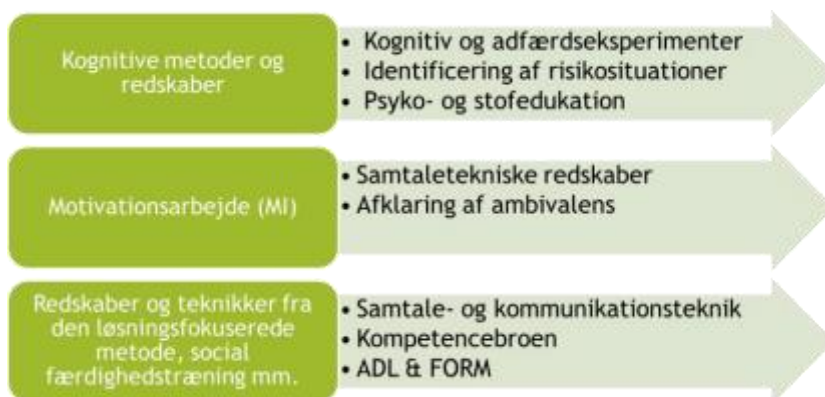 Kognitive metoder og
redskaber
• Kognitiv og adfærdseksperimenter
• Identificering af risikosituationer
• Psyko- og stofedukation
Motivationsarbejde (MI)
• Samtaletekniske redskaber
• Afklaring af ambivalens
Redskaber og teknikker fra
den løsningsfokuserede
metode, social
færdighedstræning mm.
• Samtale- og kommunikationsteknik
• Kompetencebroen
• ADL & FORM